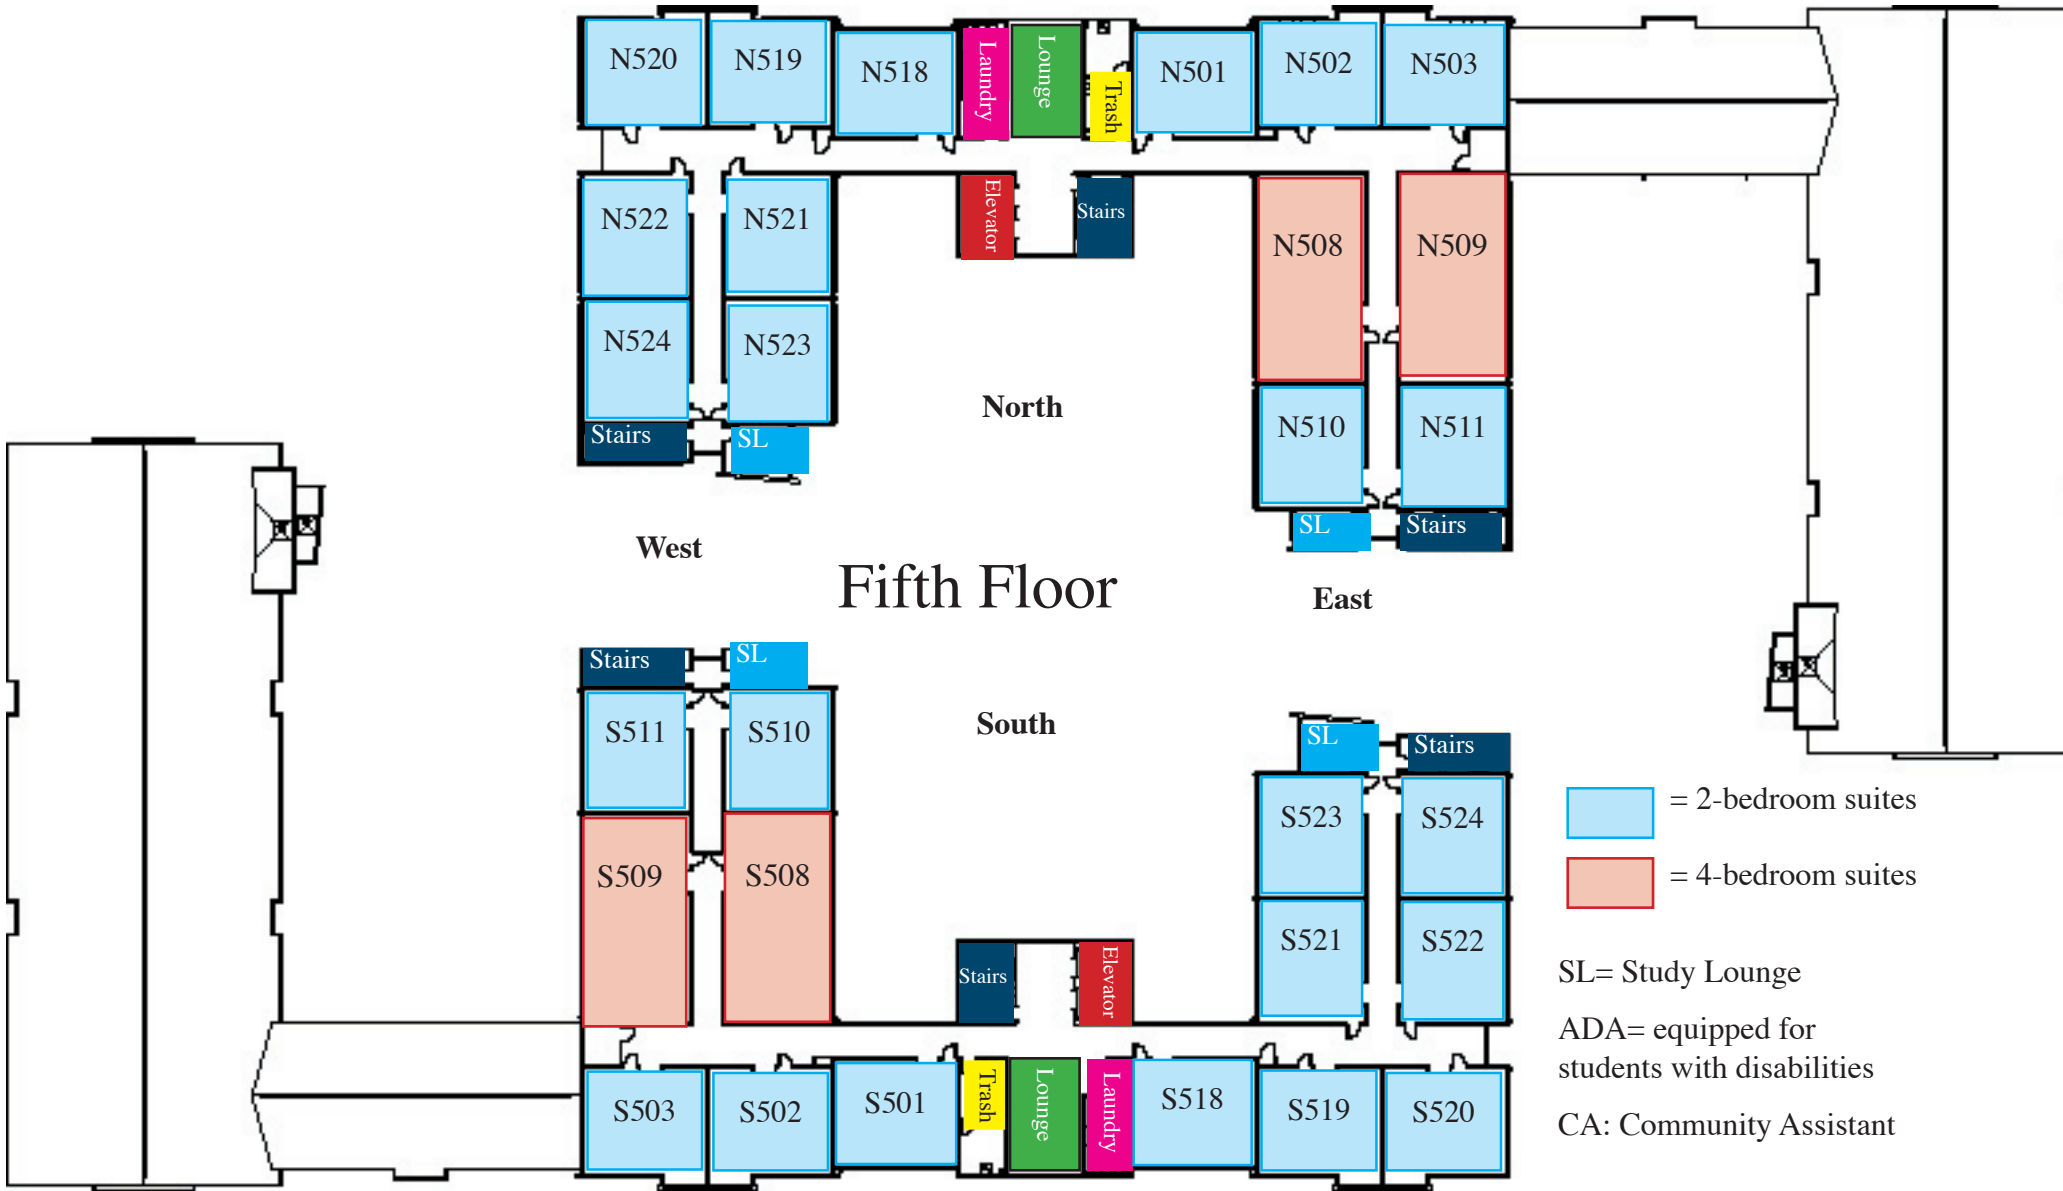 N520
N519
N518
Laundry
Lounge
Trash
N501
N502
N503
N522
N521
Elevator
Stairs
N508
N509
N524
N523
North
N510
N511
Stairs
SL
SL
Stairs
West
Fifth Floor
East
Stairs
SL
South
S511
S510
SL
Stairs
S523
S524
= 2-bedroom suites
S509
S508
= 4-bedroom suites
S521
S522
Stairs
Elevator
SL= Study Lounge
ADA= equipped for
students with disabilities
S503
S502
S501
Trash
Lounge
Laundry
S518
S519
S520
CA: Community Assistant